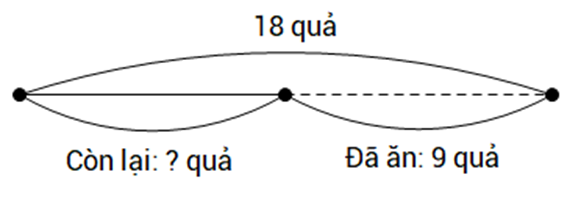 18 quả
Còn lại: ? quả
Đã ăn: 9 quả